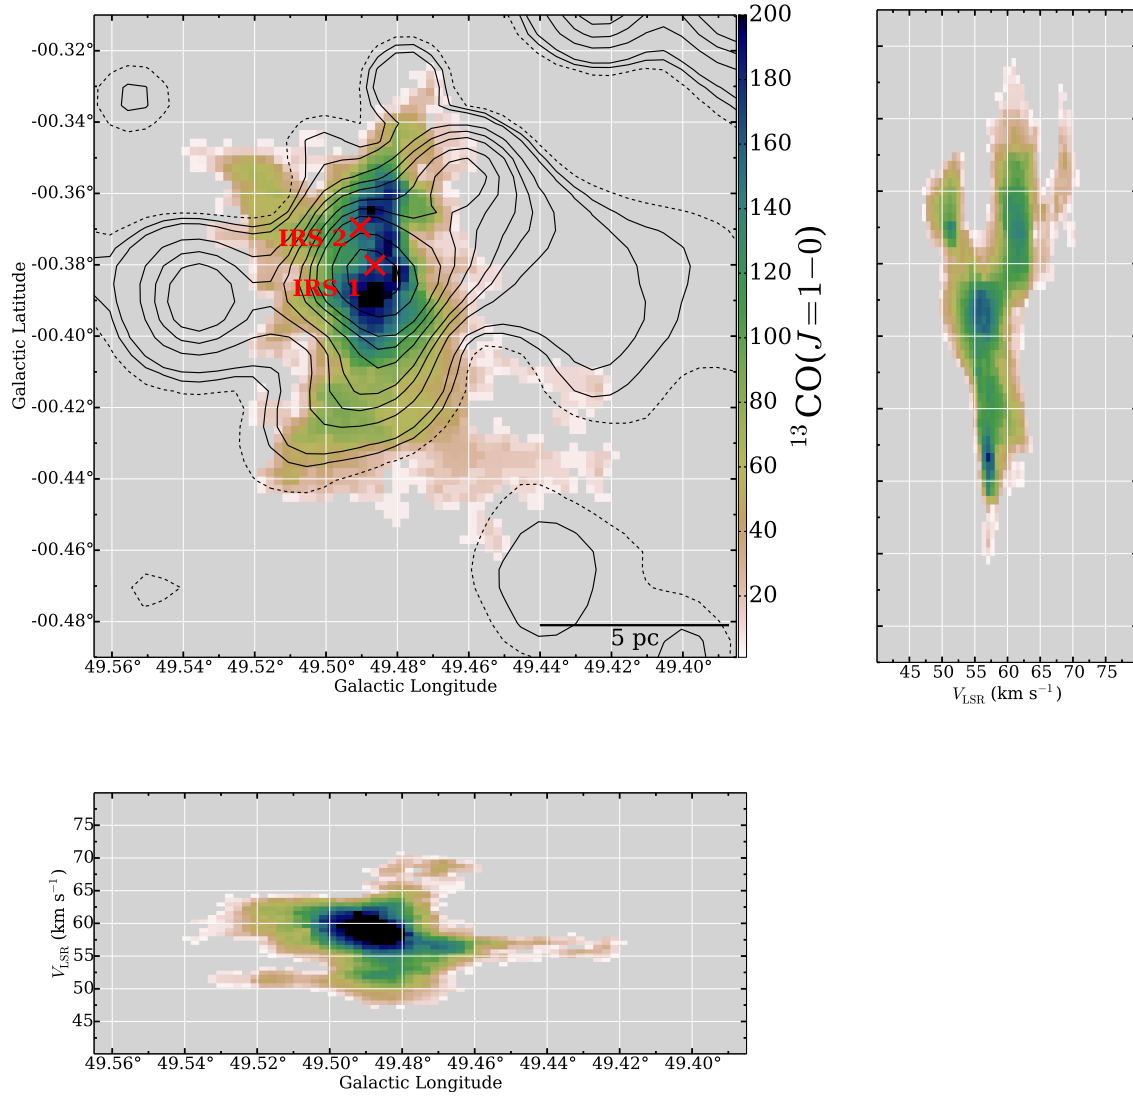 -00.32°
-00.34°
-00.36°
-00.38°
-00.40°
-00.42°
-00.44°
-00.46°
-00.48°
Galactic Latitude
IRS 2
IRS 1
5 pc
49.56° 49.54° 49.52° 49.50° 49.48° 49.46° 49.44° 49.42° 49.40°
Galactic Longitude
200
180
160
140
120
100
80
60
40
20
¹³CO(J=1−0)
45 50 55 60 65 70 75
V_LSR (km s⁻¹)
75
70
65
60
55
50
45
V_LSR (km s⁻¹)
49.56° 49.54° 49.52° 49.50° 49.48° 49.46° 49.44° 49.42° 49.40°
Galactic Longitude